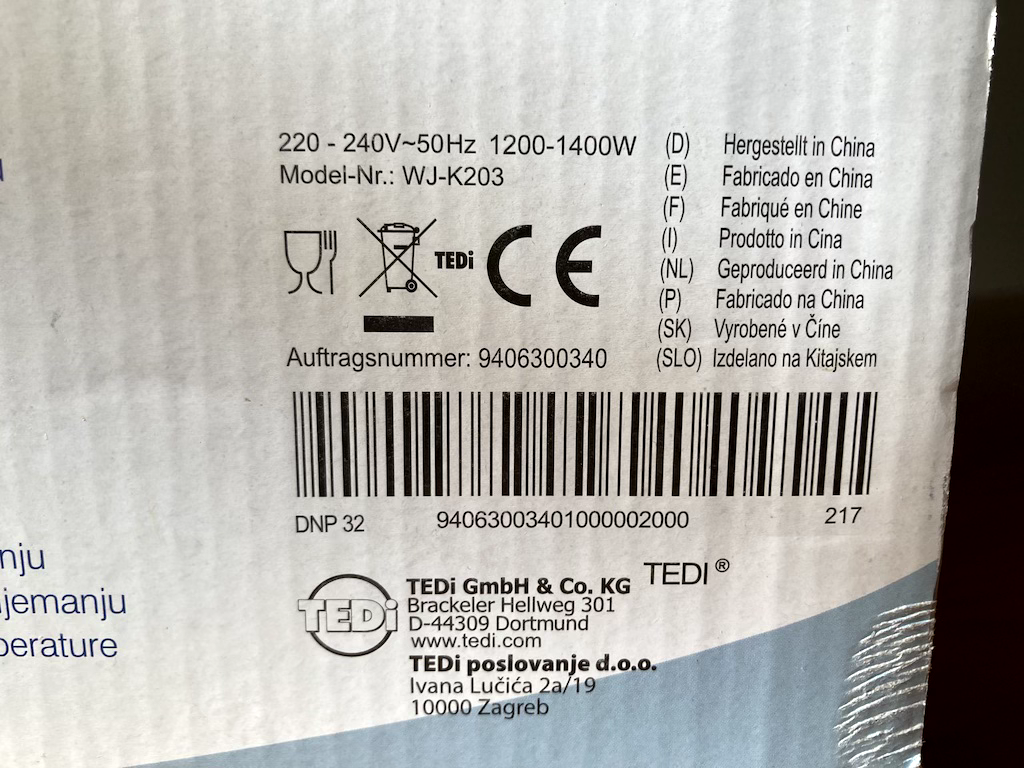 220 - 240V~50Hz 1200-1400W
Model-Nr.: WJ-K203
TEDi CE
Auftragsnummer: 9406300340
(D) Hergestellt in China
(E) Fabricado en China
(F) Fabriqué en Chine
(I) Prodotto in Cina
(NL) Geproduceerd in China
(P) Fabricado na China
(SK) Vyrobené v Číne
(SLO) Izdelano na Kitajskem
DNP 32 94063003401000002000 217
TEDi
TEDi GmbH & Co. KG
Brackeler Hellweg 301
D-44309 Dortmund
www.tedi.com
TEDi poslovanje d.o.o.
Ivana Lučića 2a/19
10000 Zagreb
TEDI ®
nju
jemanju
perature